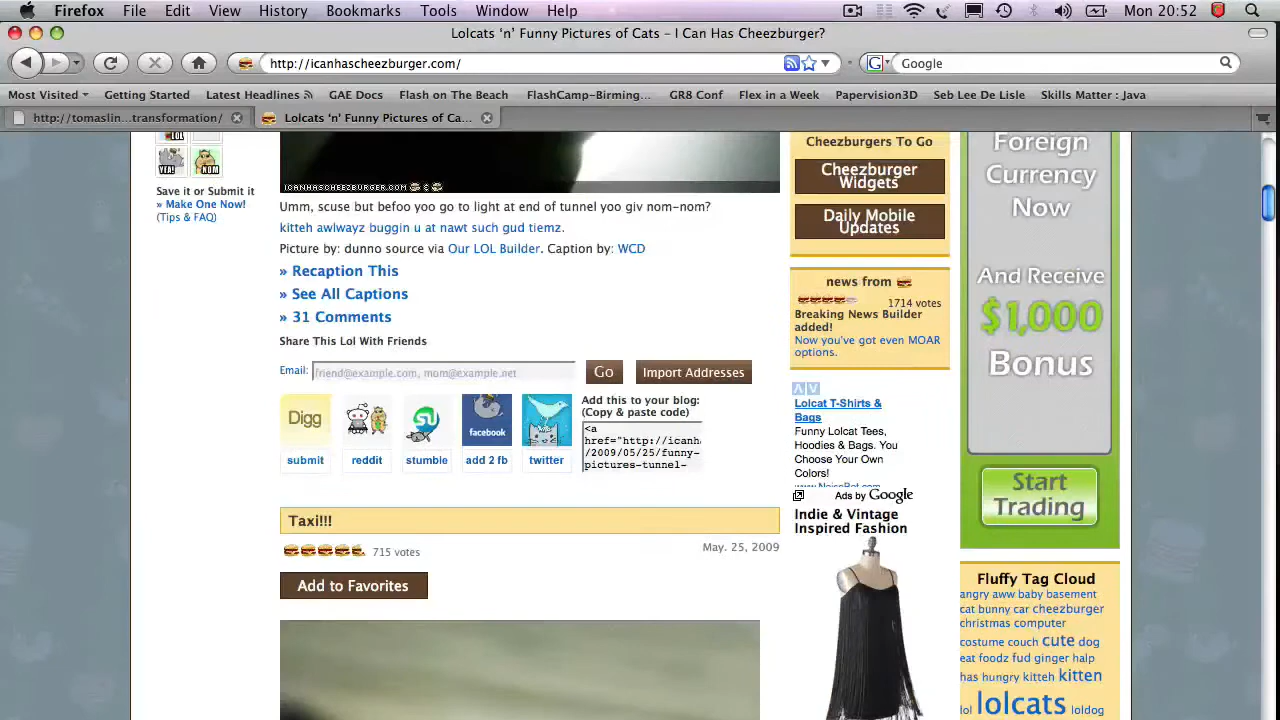 Firefox File Edit View History Bookmarks Tools Window Help Mon 20:52
Lolcats ‘n’ Funny Pictures of Cats – I Can Has Cheezburger?
http://icanhascheezburger.com/
G Google
Most Visited Getting Started Latest Headlines GAE Docs Flash on The Beach FlashCamp-Birming... GR8 Conf Flex in a Week Papervision3D Seb Lee De Lisle Skills Matter : Java
http://tomaslin...transformation/ Lolcats ‘n’ Funny Pictures of Ca...
LOL
YIA! NOM
Save it or Submit it
» Make One Now!
(Tips & FAQ)
ICANHASCHEEZBURGER.COM
Umm, scuse but befoo yoo go to light at end of tunnel yoo giv nom-nom?
kitteh awlwayz buggin u at nawt such gud tiemz.
Picture by: dunno source via Our LOL Builder. Caption by: WCD
» Recaption This
» See All Captions
» 31 Comments
Share This Lol With Friends
Email: friend@example.com, mom@example.net Go Import Addresses
Digg
submit
reddit
stumble
facebook
add 2 fb
twitter
Add this to your blog:
(Copy & paste code)
<a
href="http://icanh
/2009/05/25/funny-
pictures-tunnel-
Taxi!!!
715 votes
May. 25, 2009
Add to Favorites
Cheezburgers To Go
Cheezburger
Widgets
Daily Mobile
Updates
news from
1714 votes
Breaking News Builder
added!
Now you've got even MOAR
options.
Lolcat T-Shirts &
Bags
Funny Lolcat Tees,
Hoodies & Bags. You
Choose Your Own
Colors!
Ads by Google
Indie & Vintage
Inspired Fashion
Foreign
Currency
Now
And Receive
$1,000
Bonus
Start
Trading
Fluffy Tag Cloud
angry aww baby basement
cat bunny car cheezburger
christmas computer
costume couch cute dog
eat foodz fud ginger halp
has hungry kitteh kitten
lol lolcats loldog